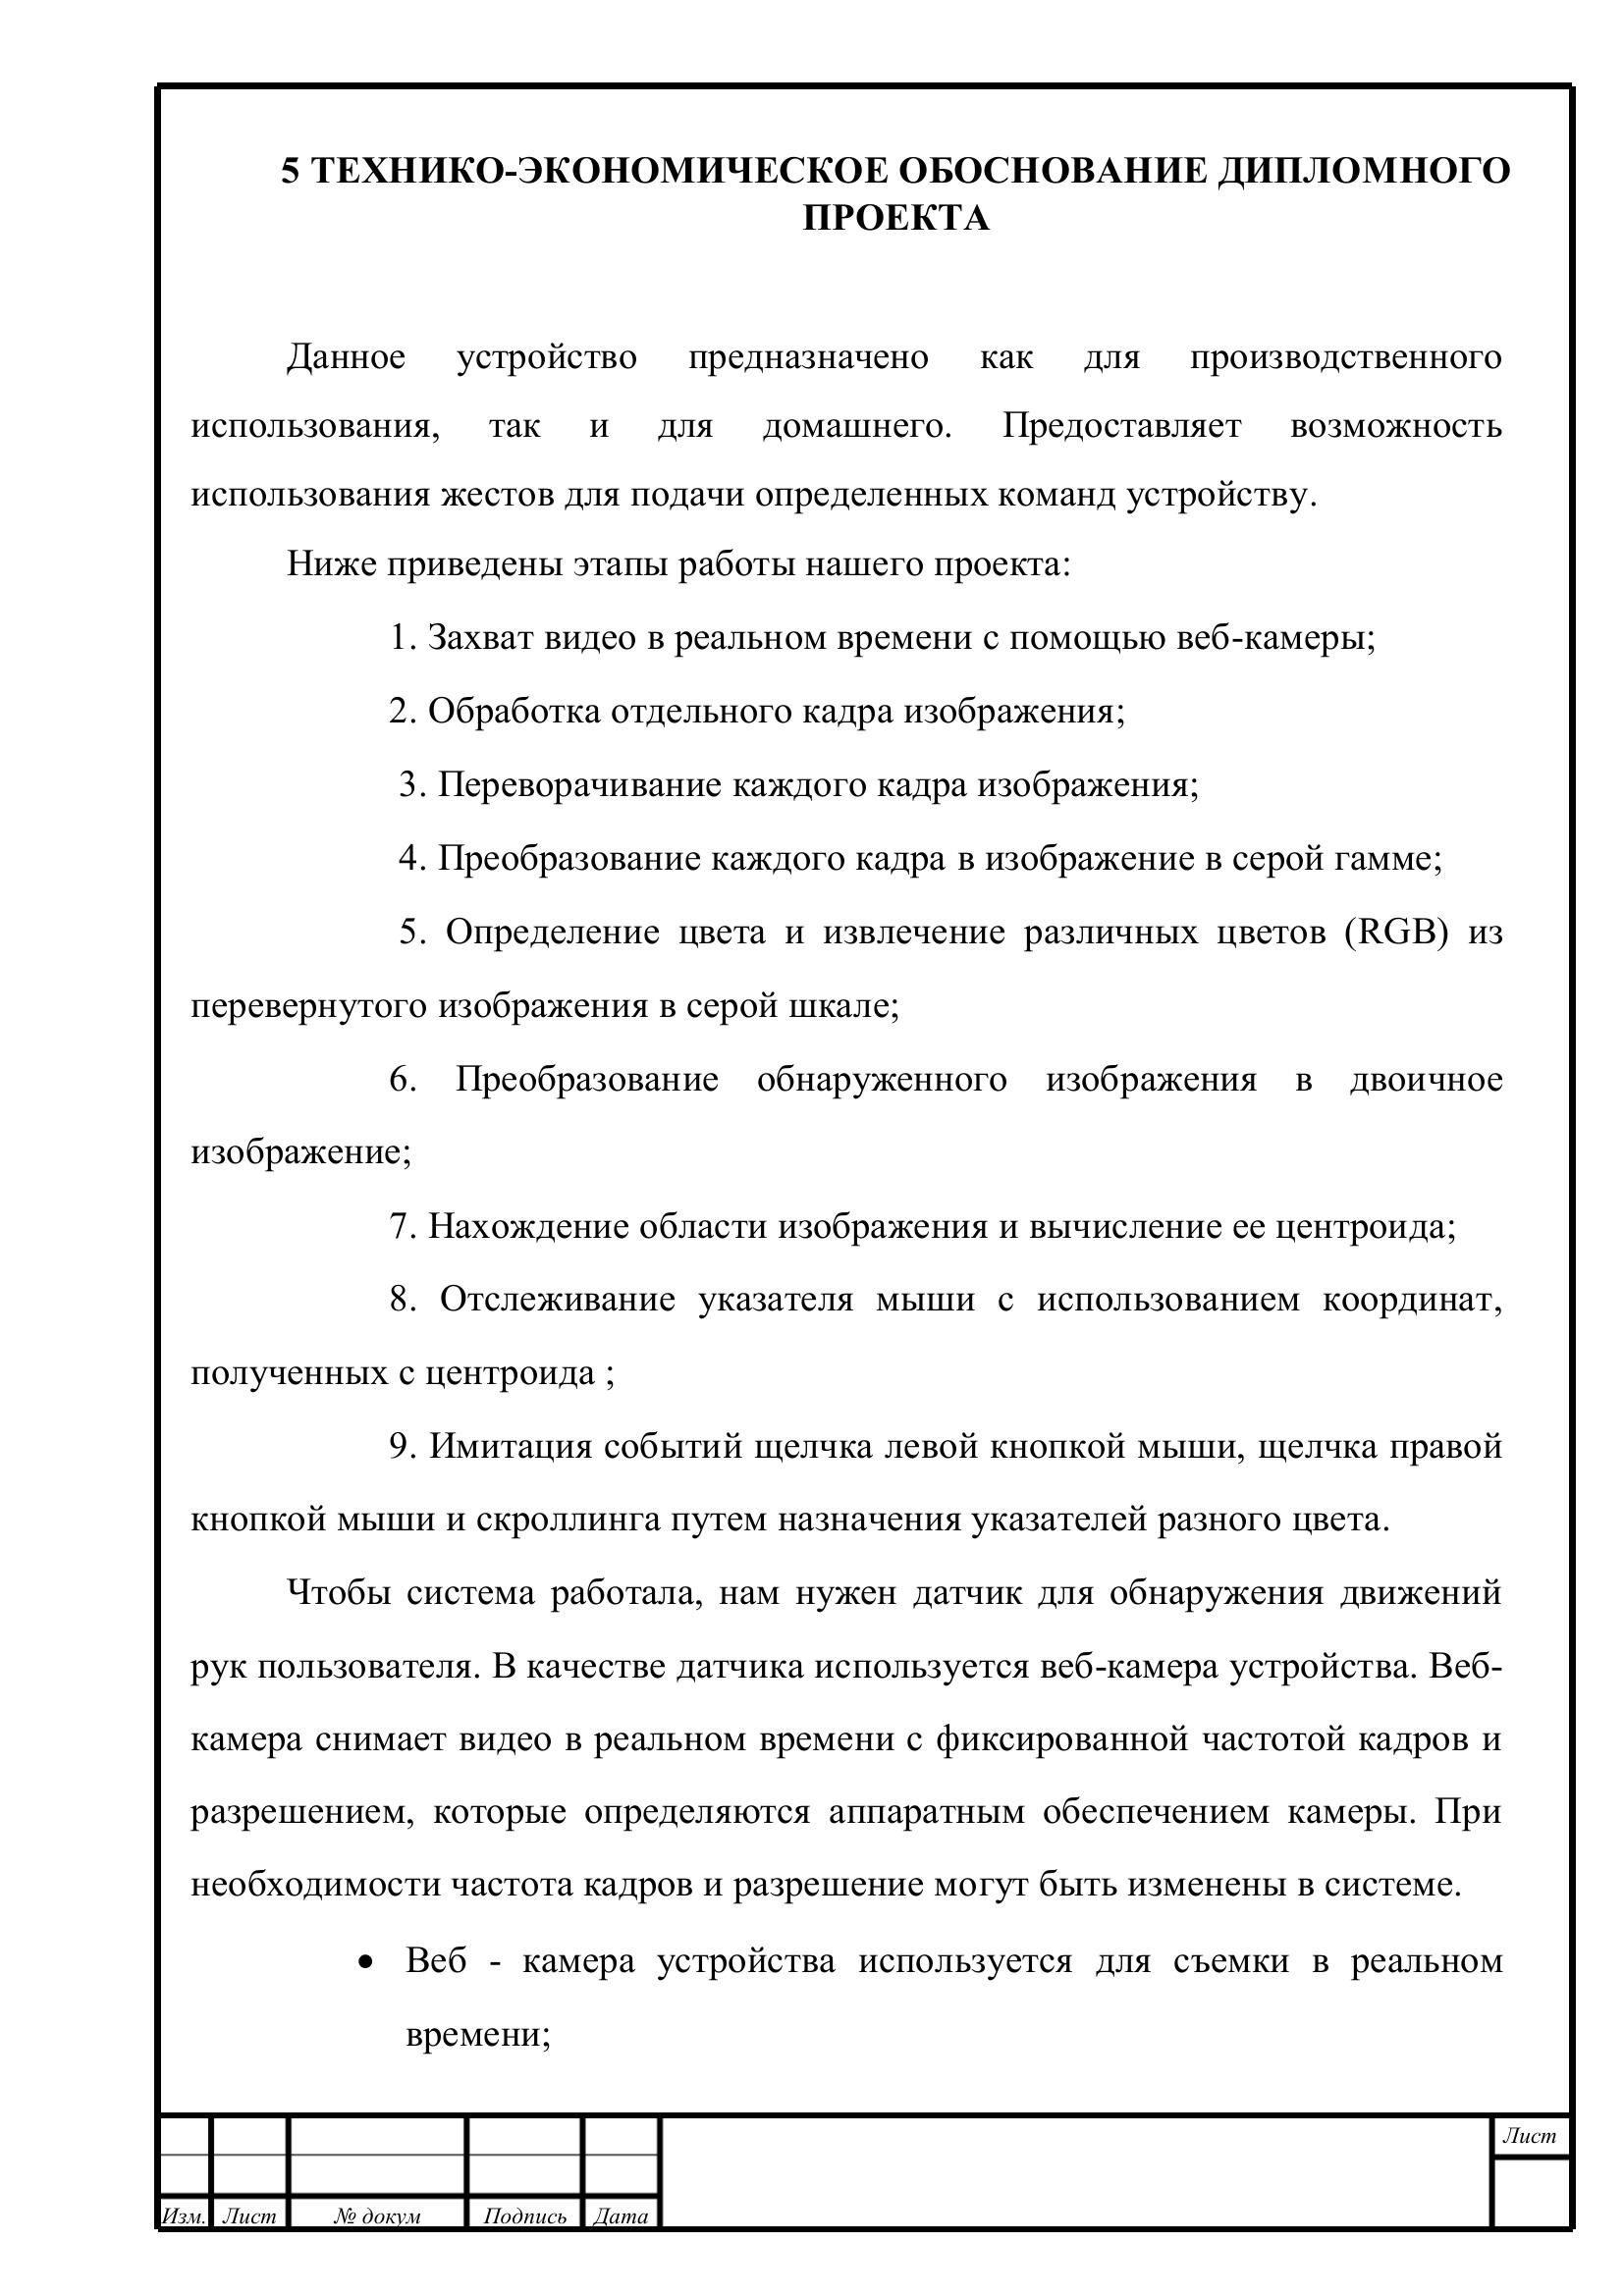 5 ТЕХНИКО-ЭКОНОМИЧЕСКОЕ ОБОСНОВАНИЕ ДИПЛОМНОГО
ПРОЕКТА
Данное устройство предназначено как для производственного
использования, так и для домашнего. Предоставляет возможность
использования жестов для подачи определенных команд устройству.
Ниже приведены этапы работы нашего проекта:
1. Захват видео в реальном времени с помощью веб-камеры;
2. Обработка отдельного кадра изображения;
3. Переворачивание каждого кадра изображения;
4. Преобразование каждого кадра в изображение в серой гамме;
5. Определение цвета и извлечение различных цветов (RGB) из
перевернутого изображения в серой шкале;
6. Преобразование обнаруженного изображения в двоичное
изображение;
7. Нахождение области изображения и вычисление ее центроида;
8. Отслеживание указателя мыши с использованием координат,
полученных с центроида ;
9. Имитация событий щелчка левой кнопкой мыши, щелчка правой
кнопкой мыши и скроллинга путем назначения указателей разного цвета.
Чтобы система работала, нам нужен датчик для обнаружения движений
рук пользователя. В качестве датчика используется веб-камера устройства. Веб-
камера снимает видео в реальном времени с фиксированной частотой кадров и
разрешением, которые определяются аппаратным обеспечением камеры. При
необходимости частота кадров и разрешение могут быть изменены в системе.
• Веб - камера устройства используется для съемки в реальном
времени;
Лист
Изм. Лист № докум Подпись Дата